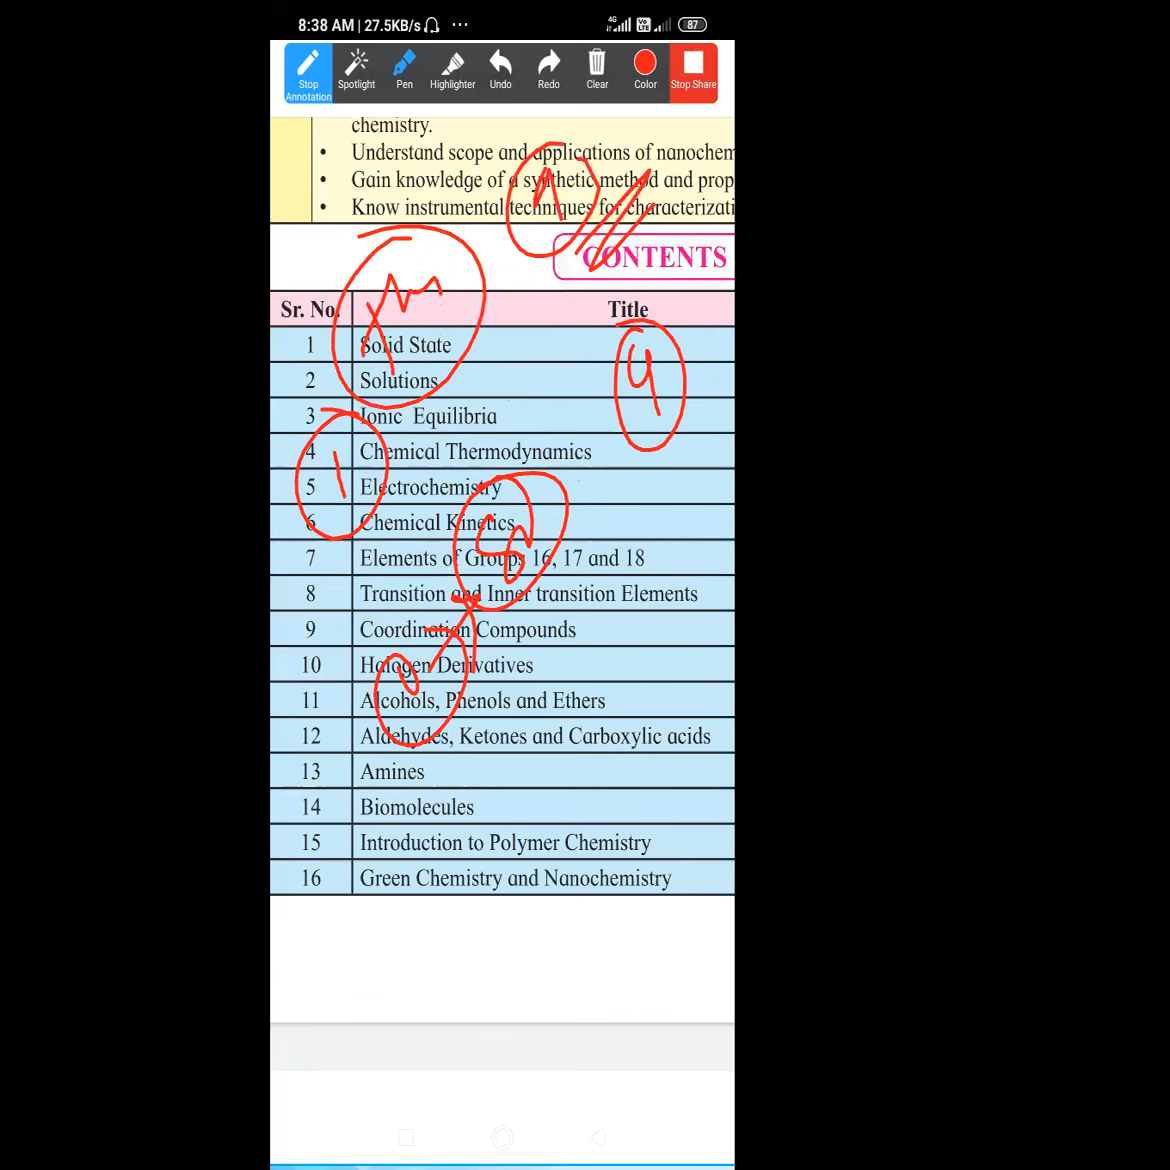 8:38 AM | 27.5KB/s ... 4G Vo LTE 87
Stop Annotation Spotlight Pen Highlighter Undo Redo Clear Color Stop Share
chemistry.
• Understand scope and applications of nanochem
• Gain knowledge of a synthetic method and prop
• Know instrumental techniques for characterizati
CONTENTS
Sr. No. Title
1 Solid State
2 Solutions
3 Ionic Equilibria
4 Chemical Thermodynamics
5 Electrochemistry
6 Chemical Kinetics
7 Elements of Groups 16, 17 and 18
8 Transition and Inner transition Elements
9 Coordination Compounds
10 Halogen Derivatives
11 Alcohols, Phenols and Ethers
12 Aldehydes, Ketones and Carboxylic acids
13 Amines
14 Biomolecules
15 Introduction to Polymer Chemistry
16 Green Chemistry and Nanochemistry